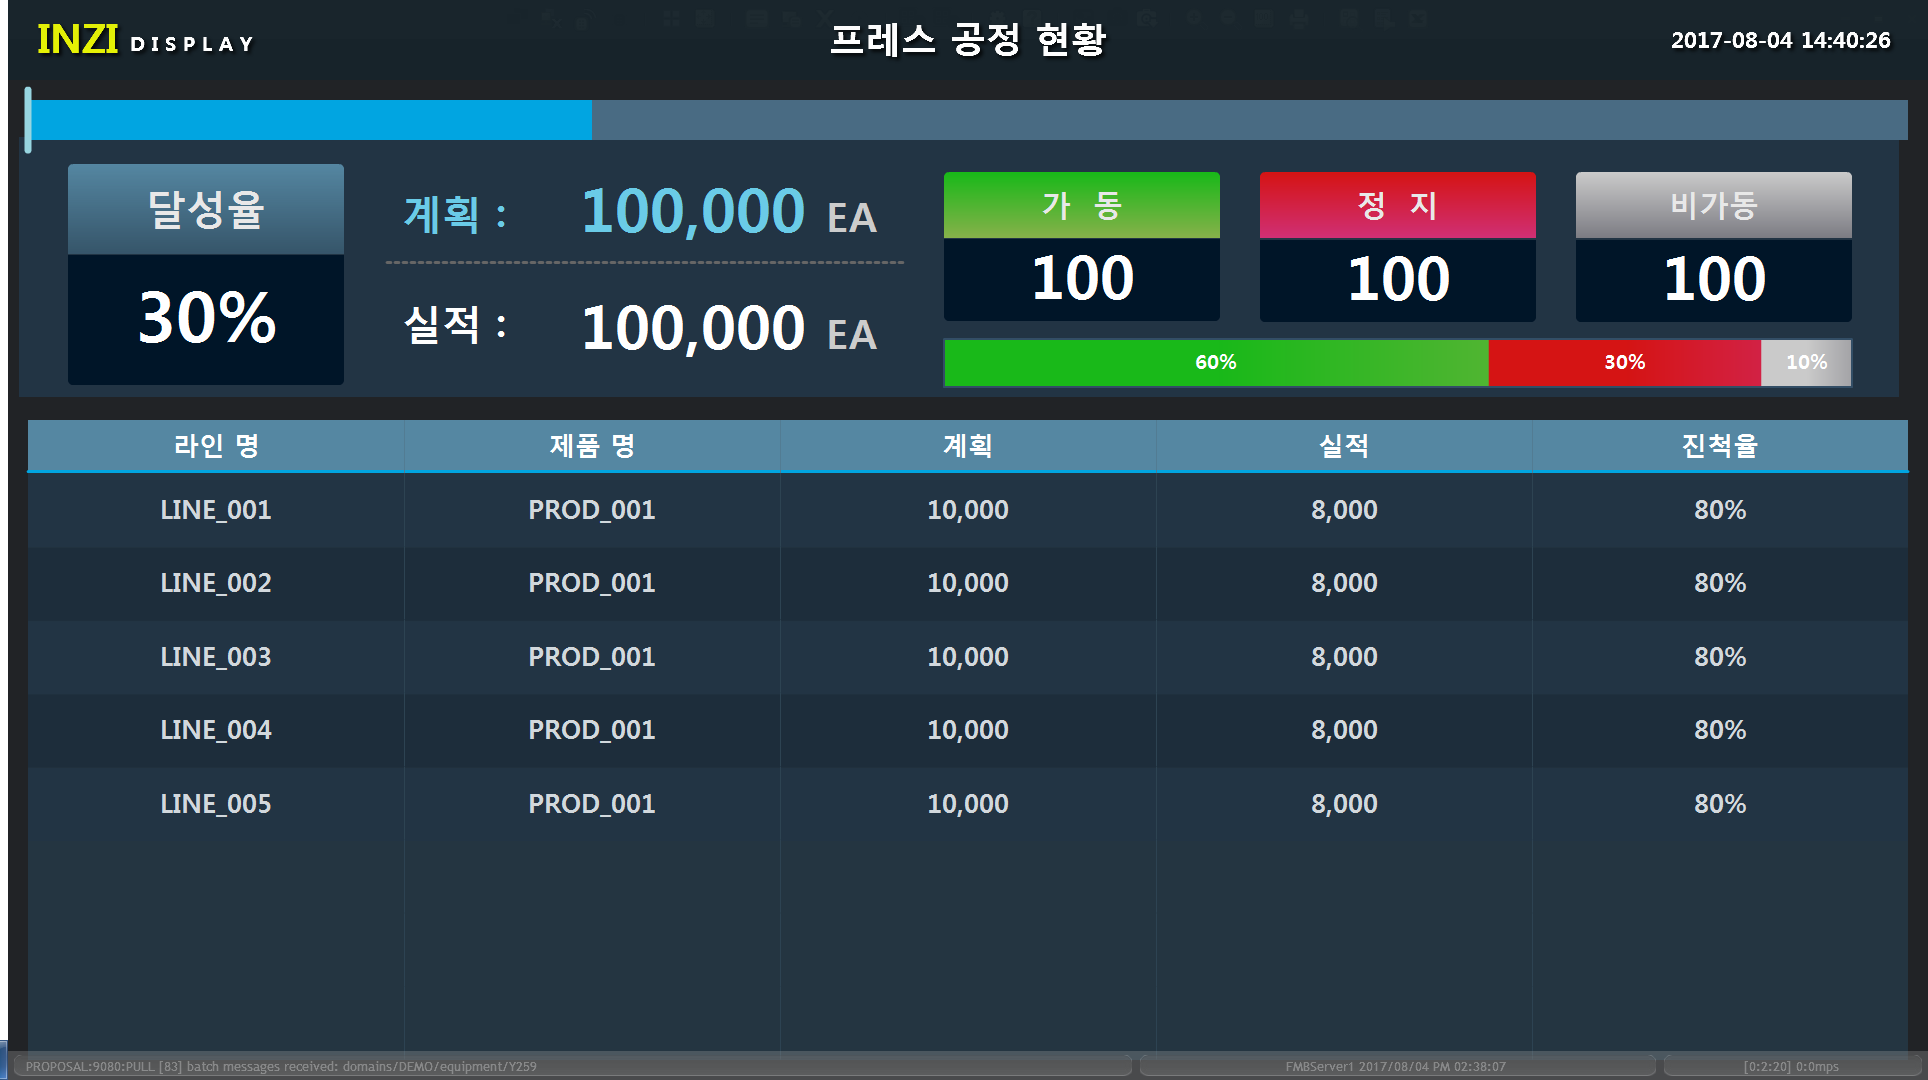 INZI DISPLAY
프레스 공정 현황
2017-08-04 14:40:26
달성율
30%
계획 : 100,000 EA
실적 : 100,000 EA
가 동
100
정 지
100
비가동
100
60% 30% 10%
라인 명 제품 명 계획 실적 진척율
LINE_001 PROD_001 10,000 8,000 80%
LINE_002 PROD_001 10,000 8,000 80%
LINE_003 PROD_001 10,000 8,000 80%
LINE_004 PROD_001 10,000 8,000 80%
LINE_005 PROD_001 10,000 8,000 80%
PROPOSAL:9080:PULL [83] batch messages received: domains/DEMO/equipment/Y259
FMBServer1 2017/08/04 PM 02:38:07
[0:2:20] 0:0mps